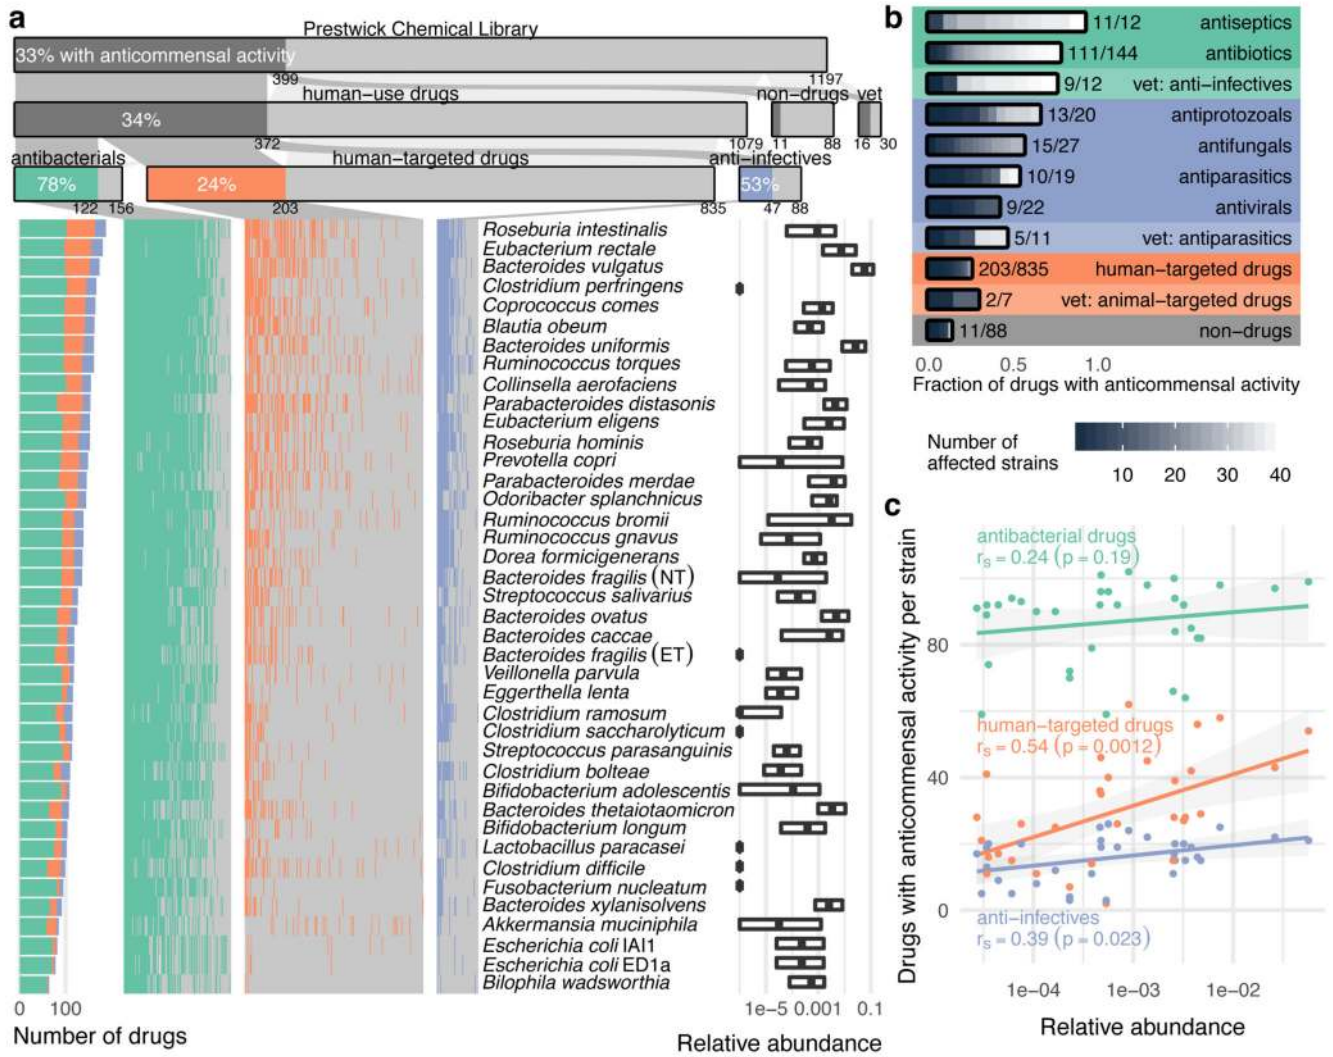 a
Prestwick Chemical Library
33% with anticommensal activity
399
1197
human-use drugs
non-drugs
vet
34%
372
1079
11
88
16
30
antibacterials
human-targeted drugs
anti-infectives
78%
24%
53%
122
156
203
835
47
88
Roseburia intestinalis
Eubacterium rectale
Bacteroides vulgatus
Clostridium perfringens
Coprococcus comes
Blautia obeum
Bacteroides uniformis
Ruminococcus torques
Collinsella aerofaciens
Parabacteroides distasonis
Eubacterium eligens
Roseburia hominis
Prevotella copri
Parabacteroides merdae
Odoribacter splanchnicus
Ruminococcus bromii
Ruminococcus gnavus
Dorea formicigenerans
Bacteroides fragilis (NT)
Streptococcus salivarius
Bacteroides ovatus
Bacteroides caccae
Bacteroides fragilis (ET)
Veillonella parvula
Eggerthella lenta
Clostridium ramosum
Clostridium saccharolyticum
Streptococcus parasanguinis
Clostridium bolteae
Bifidobacterium adolescentis
Bacteroides thetaiotaomicron
Bifidobacterium longum
Lactobacillus paracasei
Clostridium difficile
Fusobacterium nucleatum
Bacteroides xylanisolvens
Akkermansia muciniphila
Escherichia coli IAI1
Escherichia coli ED1a
Bilophila wadsworthia
0 100
Number of drugs
1e-5 0.001 0.1
Relative abundance
b
11/12 antiseptics
111/144 antibiotics
9/12 vet: anti-infectives
13/20 antiprotozoals
15/27 antifungals
10/19 antiparasitics
9/22 antivirals
5/11 vet: antiparasitics
203/835 human-targeted drugs
2/7 vet: animal-targeted drugs
11/88 non-drugs
0.0 0.5 1.0
Fraction of drugs with anticommensal activity
Number of
affected strains
10 20 30 40
c
Drugs with anticommensal activity per strain
antibacterial drugs
rs = 0.24 (p = 0.19)
80
human-targeted drugs
rs = 0.54 (p = 0.0012)
40
0
anti-infectives
rs = 0.39 (p = 0.023)
1e-04 1e-03 1e-02
Relative abundance